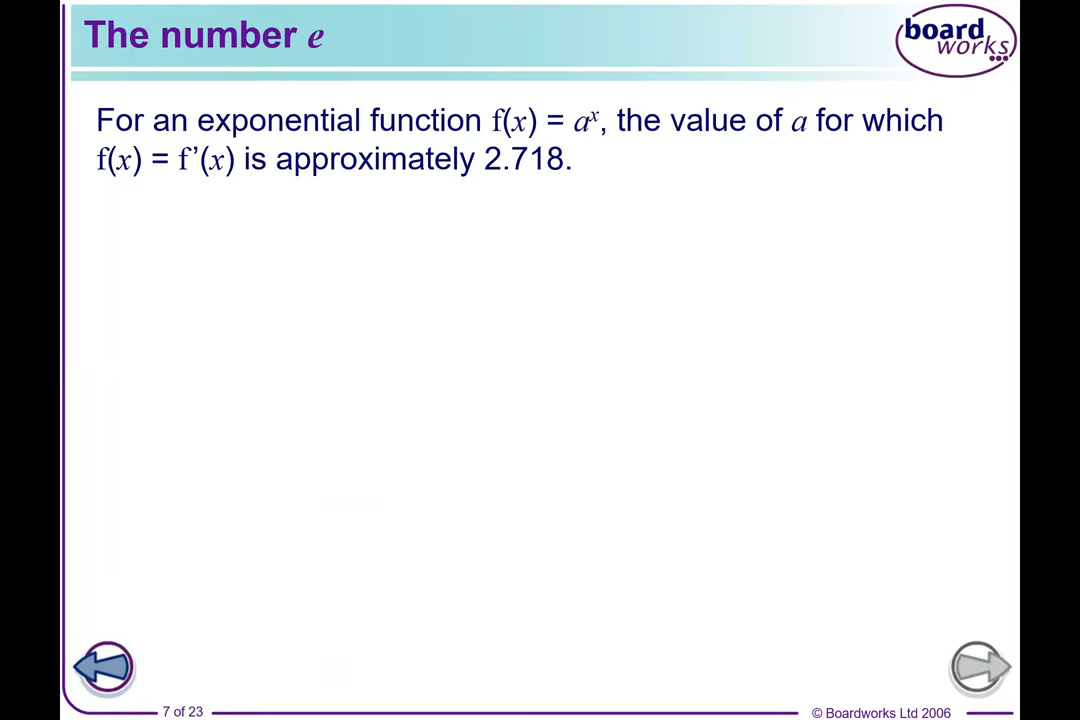 The number e
board
works
For an exponential function f(x) = aˣ, the value of a for which
f(x) = f’(x) is approximately 2.718.
7 of 23
© Boardworks Ltd 2006